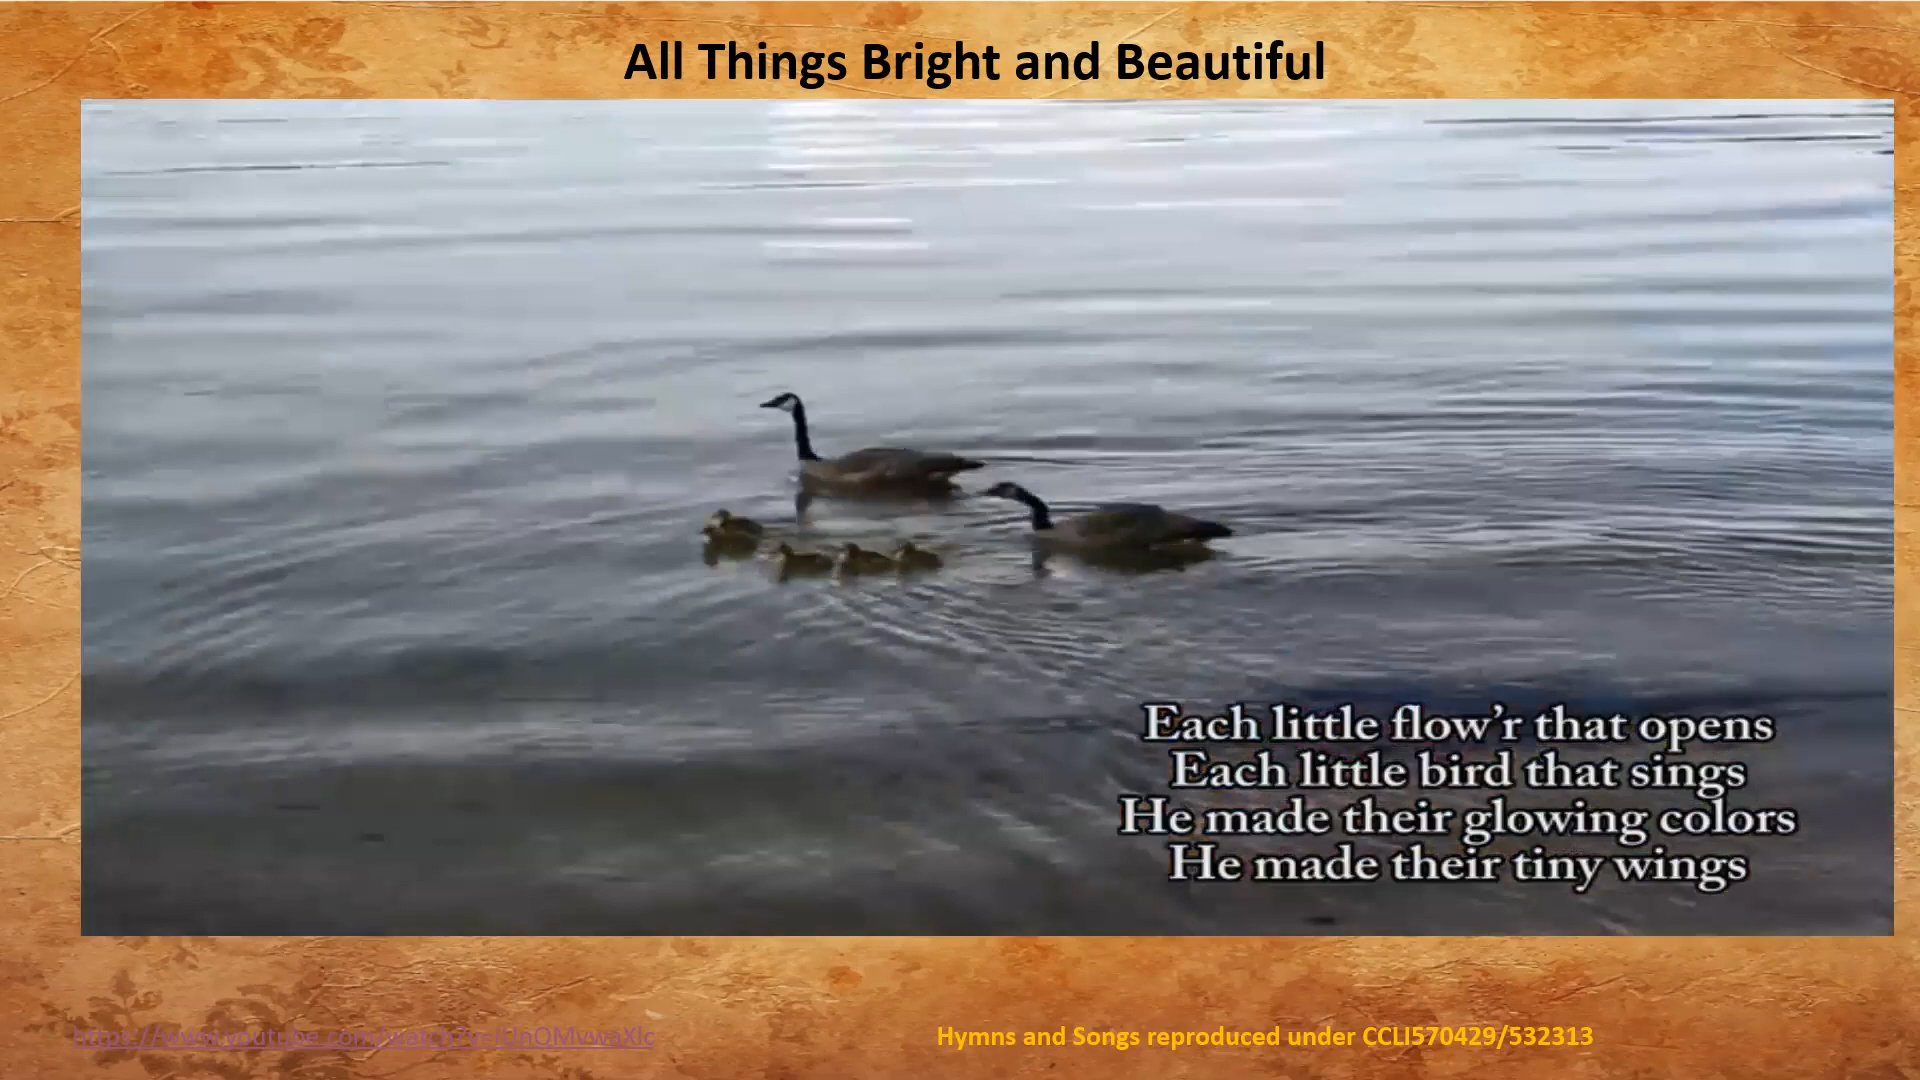 All Things Bright and Beautiful
Each little flow’r that opens
Each little bird that sings
He made their glowing colors
He made their tiny wings
Hymns and Songs reproduced under CCLI570429/532313